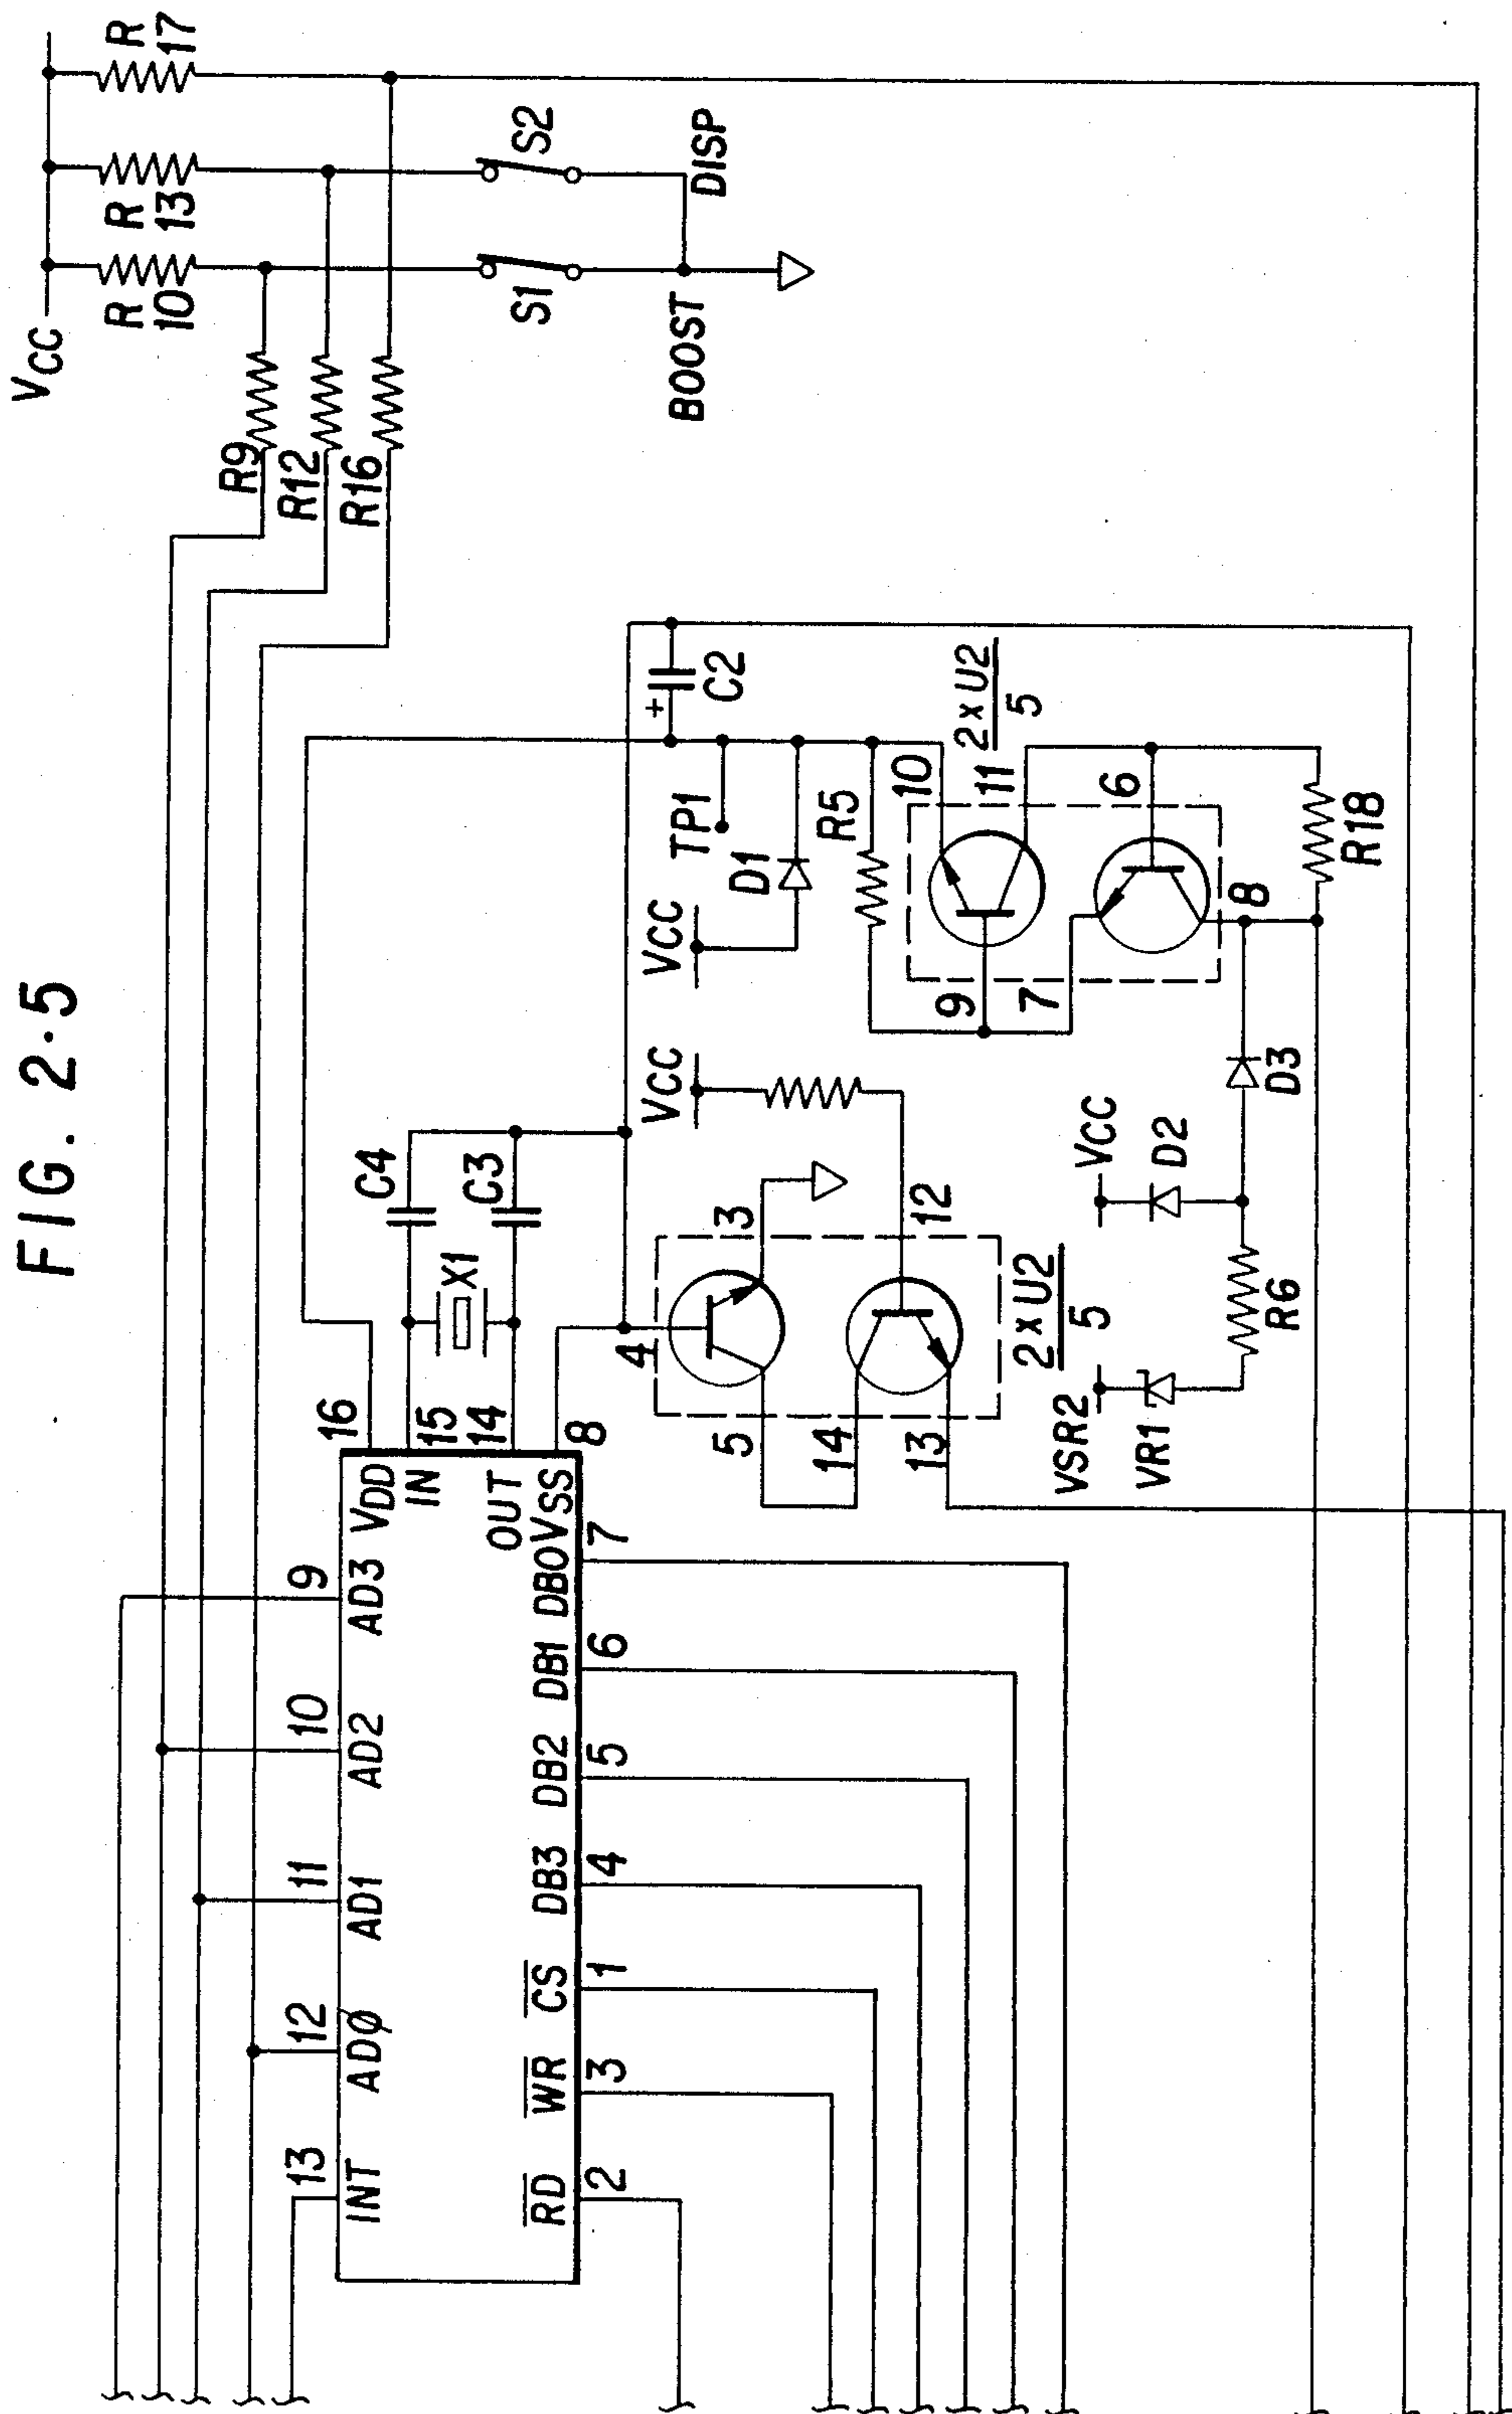 FIG. 2-5
VCC
R
10
R
13
R
17
R9
R12
R16
S1
S2
BOOST
DISP
C4
C3
X1
C2
+
TP1
VCC
D1
R5
10
2 x U2
5
11
9
7
6
8
R18
VCC
3
4
12
5
14
13
2 x U2
5
VCC
D2
D3
R6
VSR2
VR1
16
15
14
8
VDD
IN
OUT
VSS
9
AD3
10
AD2
11
AD1
12
ADØ
13
INT
DB0
7
DB1
6
DB2
5
DB3
4
CS
1
WR
3
RD
2